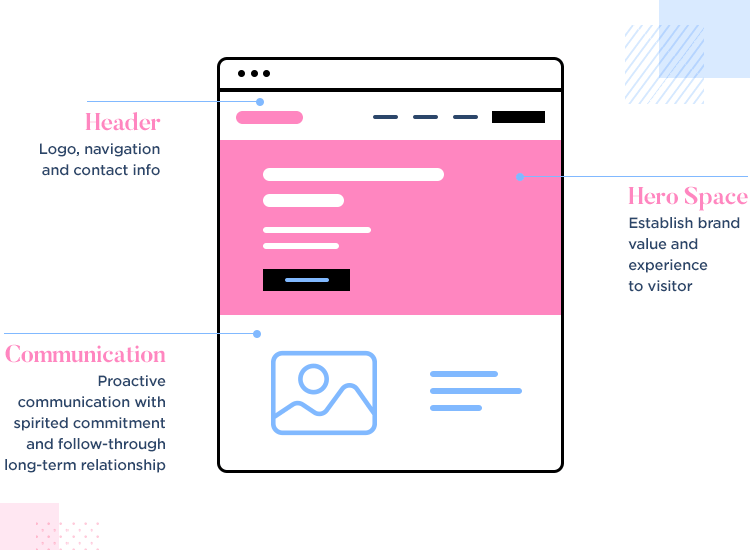 Header
Logo, navigation
and contact info
Hero Space
Establish brand
value and
experience
to visitor
Communication
Proactive
communication with
spirited commitment
and follow-through
long-term relationship